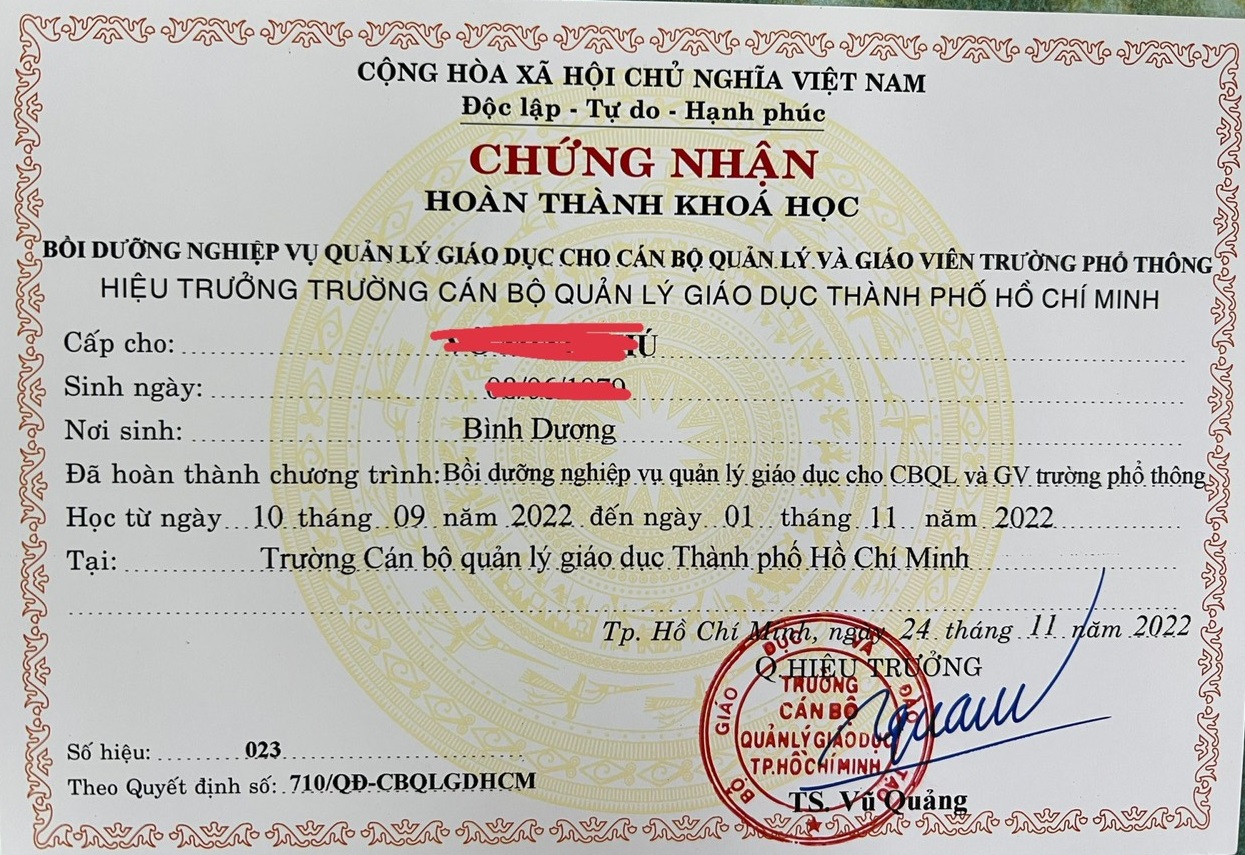 CỘNG HÒA XÃ HỘI CHỦ NGHĨA VIỆT NAM
Độc lập - Tự do - Hạnh phúc
CHỨNG NHẬN
HOÀN THÀNH KHOÁ HỌC
BỒI DƯỠNG NGHIỆP VỤ QUẢN LÝ GIÁO DỤC CHO CÁN BỘ QUẢN LÝ VÀ GIÁO VIÊN TRƯỜNG PHỔ THÔNG
HIỆU TRƯỞNG TRƯỜNG CÁN BỘ QUẢN LÝ GIÁO DỤC THÀNH PHỐ HỒ CHÍ MINH
Cấp cho:
Sinh ngày:
Nơi sinh: Bình Dương
Đã hoàn thành chương trình: Bồi dưỡng nghiệp vụ quản lý giáo dục cho CBQL và GV trường phổ thông
Học từ ngày 10 tháng 09 năm 2022 đến ngày 01 tháng 11 năm 2022
Tại: Trường Cán bộ quản lý giáo dục Thành phố Hồ Chí Minh
Tp. Hồ Chí Minh, ngày 24 tháng 11 năm 2022
Q.HIỆU TRƯỞNG
BỘ GIÁO DỤC VÀ ĐÀO TẠO
TRƯỜNG
CÁN BỘ
QUẢN LÝ GIÁO DỤC
TP.HỒ CHÍ MINH
TS. Vũ Quảng
Số hiệu: 023
Theo Quyết định số: 710/QĐ-CBQLGDHCM